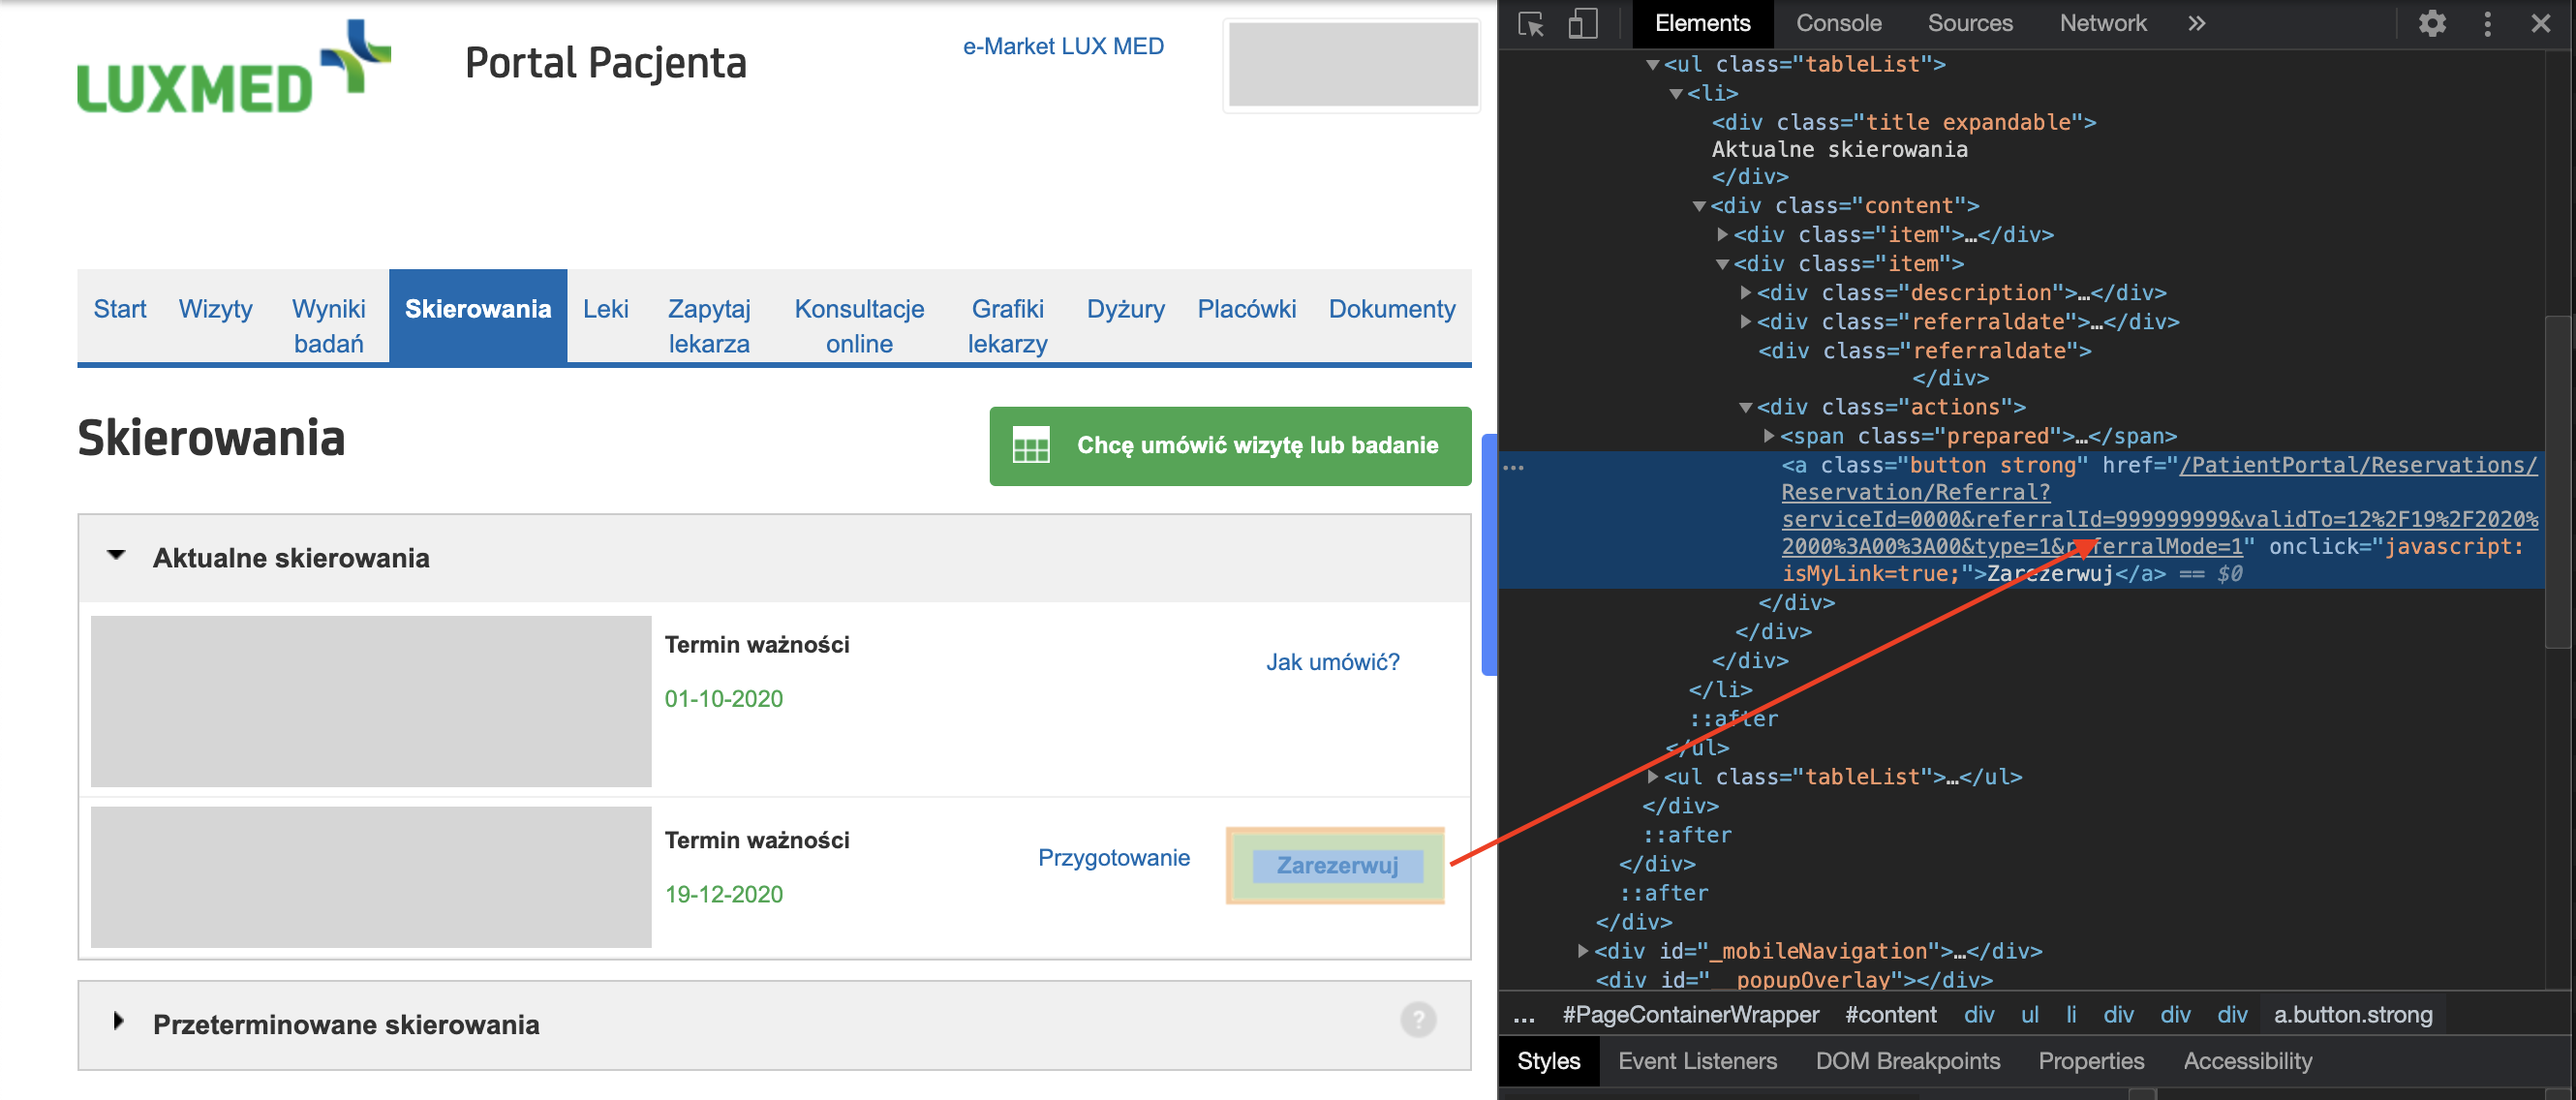 LUXMED
Portal Pacjenta
e-Market LUX MED
Start
Wizyty
Wyniki
badań
Skierowania
Leki
Zapytaj
lekarza
Konsultacje
online
Grafiki
lekarzy
Dyżury
Placówki
Dokumenty
Skierowania
Chcę umówić wizytę lub badanie
Aktualne skierowania
Termin ważności
01-10-2020
Jak umówić?
Termin ważności
19-12-2020
Przygotowanie
Zarezerwuj
Przeterminowane skierowania
?
Elements Console Sources Network »
<ul class="tableList">
<li>
<div class="title expandable">
Aktualne skierowania
</div>
<div class="content">
<div class="item">…</div>
<div class="item">
<div class="description">…</div>
<div class="referraldate">…</div>
<div class="referraldate">
</div>
<div class="actions">
<span class="prepared">…</span>
… <a class="button strong" href="/PatientPortal/Reservations/
Reservation/Referral?
serviceId=0000&referralId=999999999&validTo=12%2F19%2F2020%
2000%3A00%3A00&type=1&referralMode=1" onclick="javascript:
isMyLink=true;">Zarezerwuj</a> == $0
</div>
</div>
</div>
</li>
::after
</ul>
<ul class="tableList">…</ul>
</div>
::after
</div>
::after
</div>
<div id="_mobileNavigation">…</div>
<div id="__popupOverlay"></div>
… #PageContainerWrapper #content div ul li div div div a.button.strong
Styles Event Listeners DOM Breakpoints Properties Accessibility